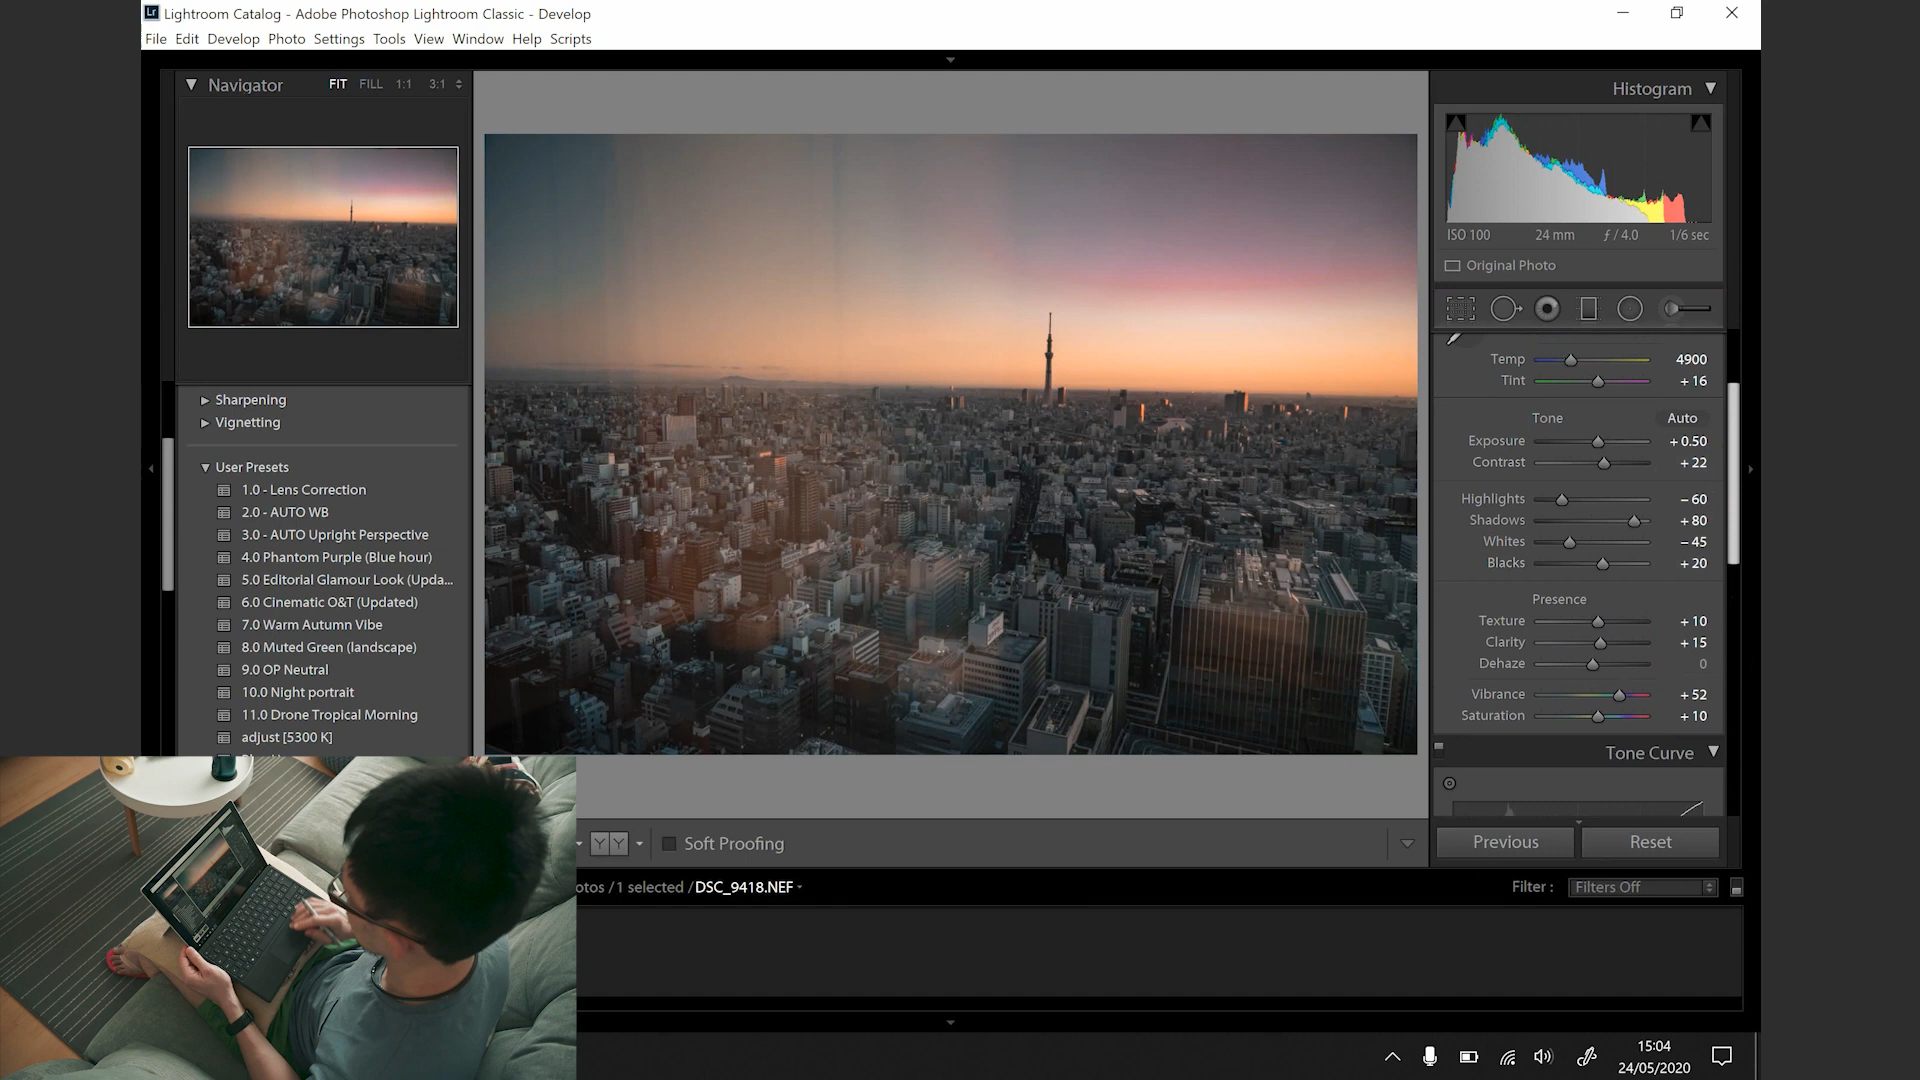 Lightroom Catalog - Adobe Photoshop Lightroom Classic - Develop
File Edit Develop Photo Settings Tools View Window Help Scripts
Navigator FIT FILL 1:1 3:1
Sharpening
Vignetting
User Presets
1.0 - Lens Correction
2.0 - AUTO WB
3.0 - AUTO Upright Perspective
4.0 Phantom Purple (Blue hour)
5.0 Editorial Glamour Look (Upda...
6.0 Cinematic O&T (Updated)
7.0 Warm Autumn Vibe
8.0 Muted Green (landscape)
9.0 OP Neutral
10.0 Night portrait
11.0 Drone Tropical Morning
adjust [5300 K]
Histogram
ISO 100 24 mm ƒ / 4.0 1/6 sec
Original Photo
Temp 4900
Tint + 16
Tone Auto
Exposure + 0.50
Contrast + 22
Highlights − 60
Shadows + 80
Whites − 45
Blacks + 20
Presence
Texture + 10
Clarity + 15
Dehaze 0
Vibrance + 52
Saturation + 10
Tone Curve
Y Y Soft Proofing
Previous Reset
otos / 1 selected / DSC_9418.NEF
Filter : Filters Off
15:04
24/05/2020